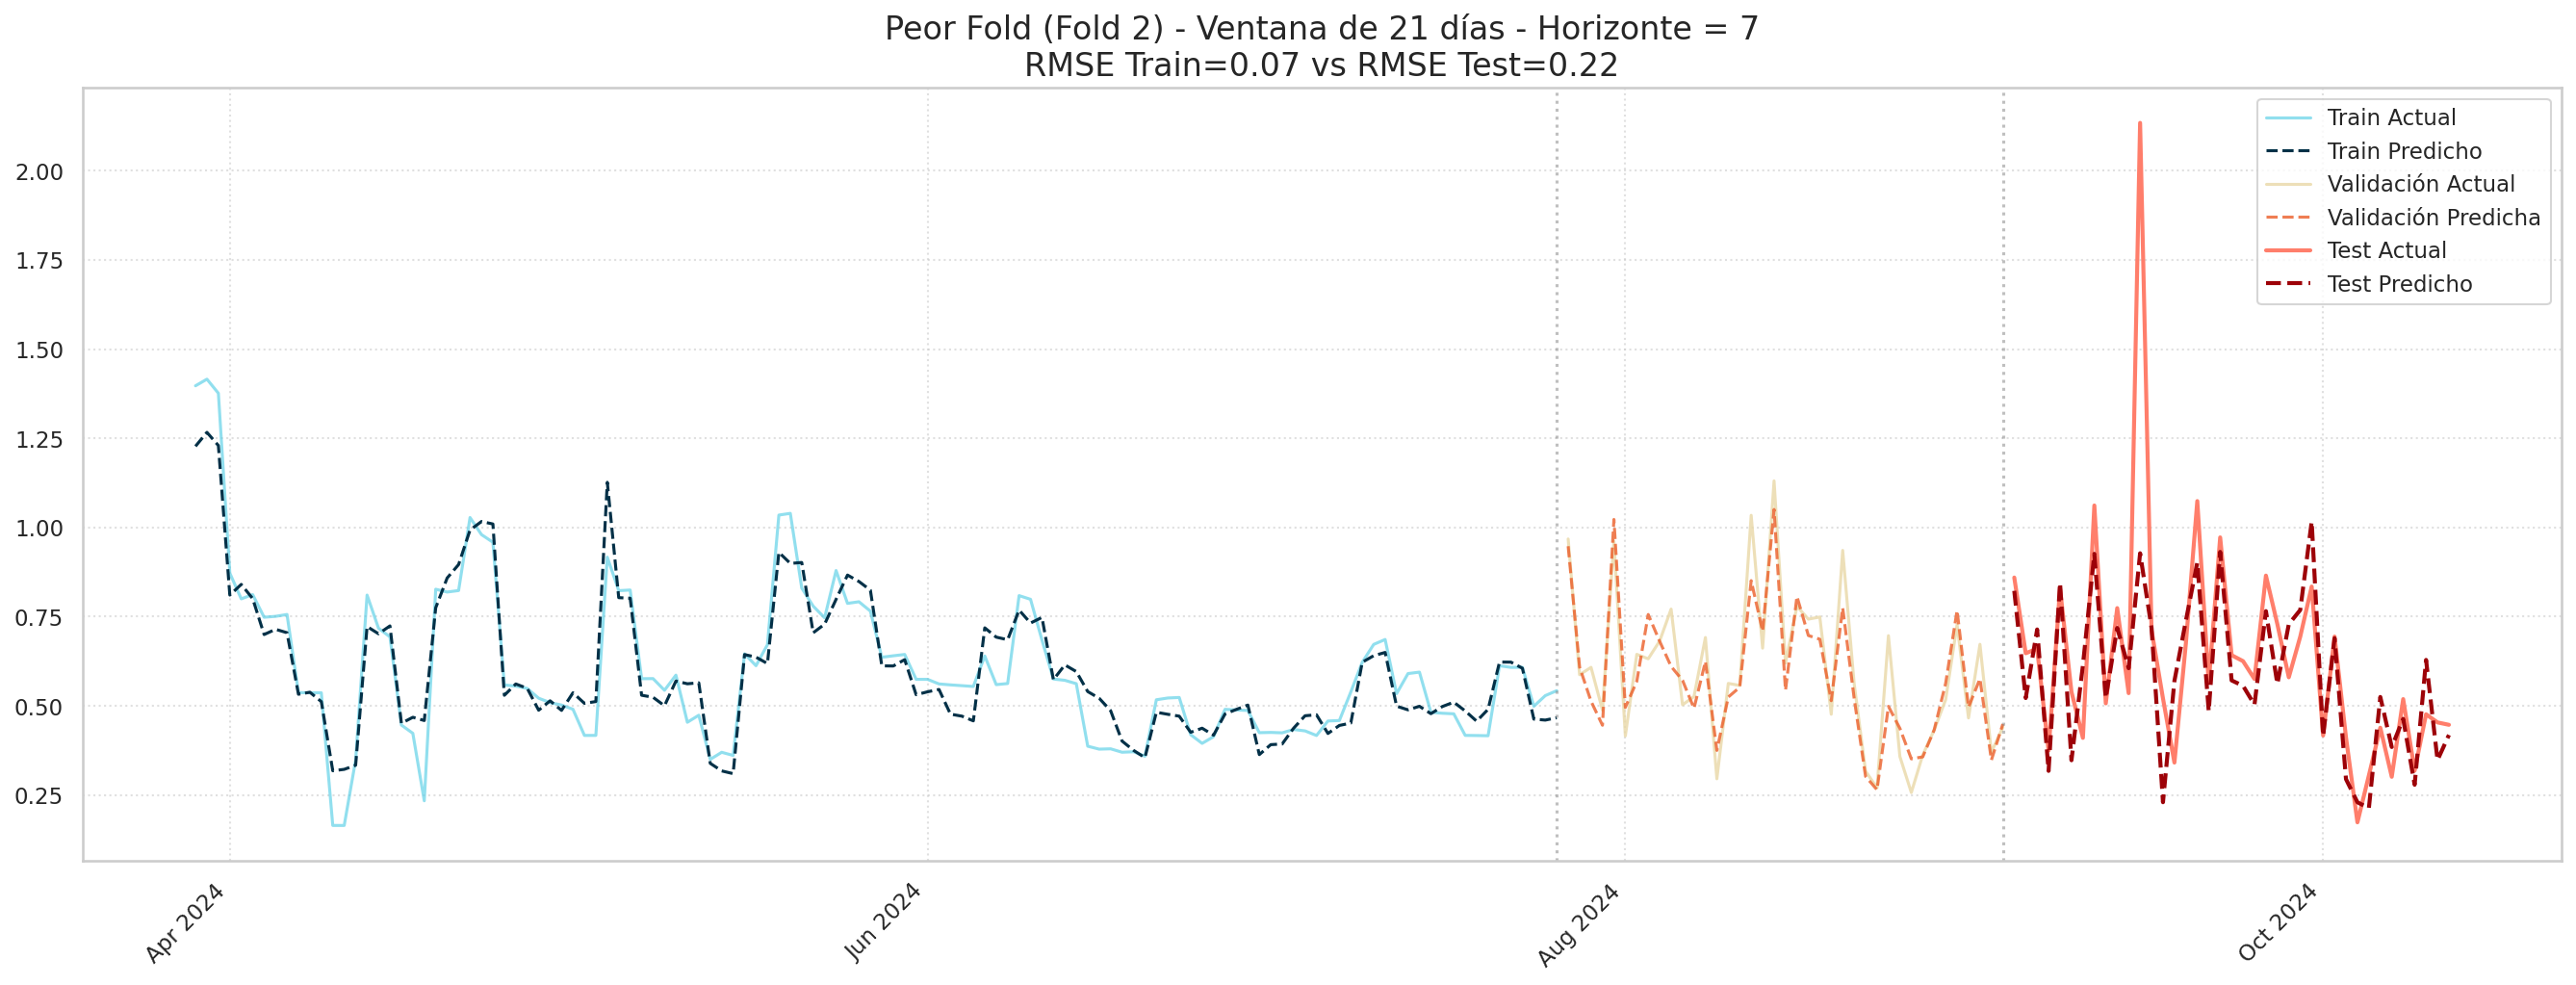 Peor Fold (Fold 2) - Ventana de 21 días - Horizonte = 7
RMSE Train=0.07 vs RMSE Test=0.22
Train Actual
Train Predicho
Validación Actual
Validación Predicha
Test Actual
Test Predicho
2.00
1.75
1.50
1.25
1.00
0.75
0.50
0.25
Apr 2024
Jun 2024
Aug 2024
Oct 2024